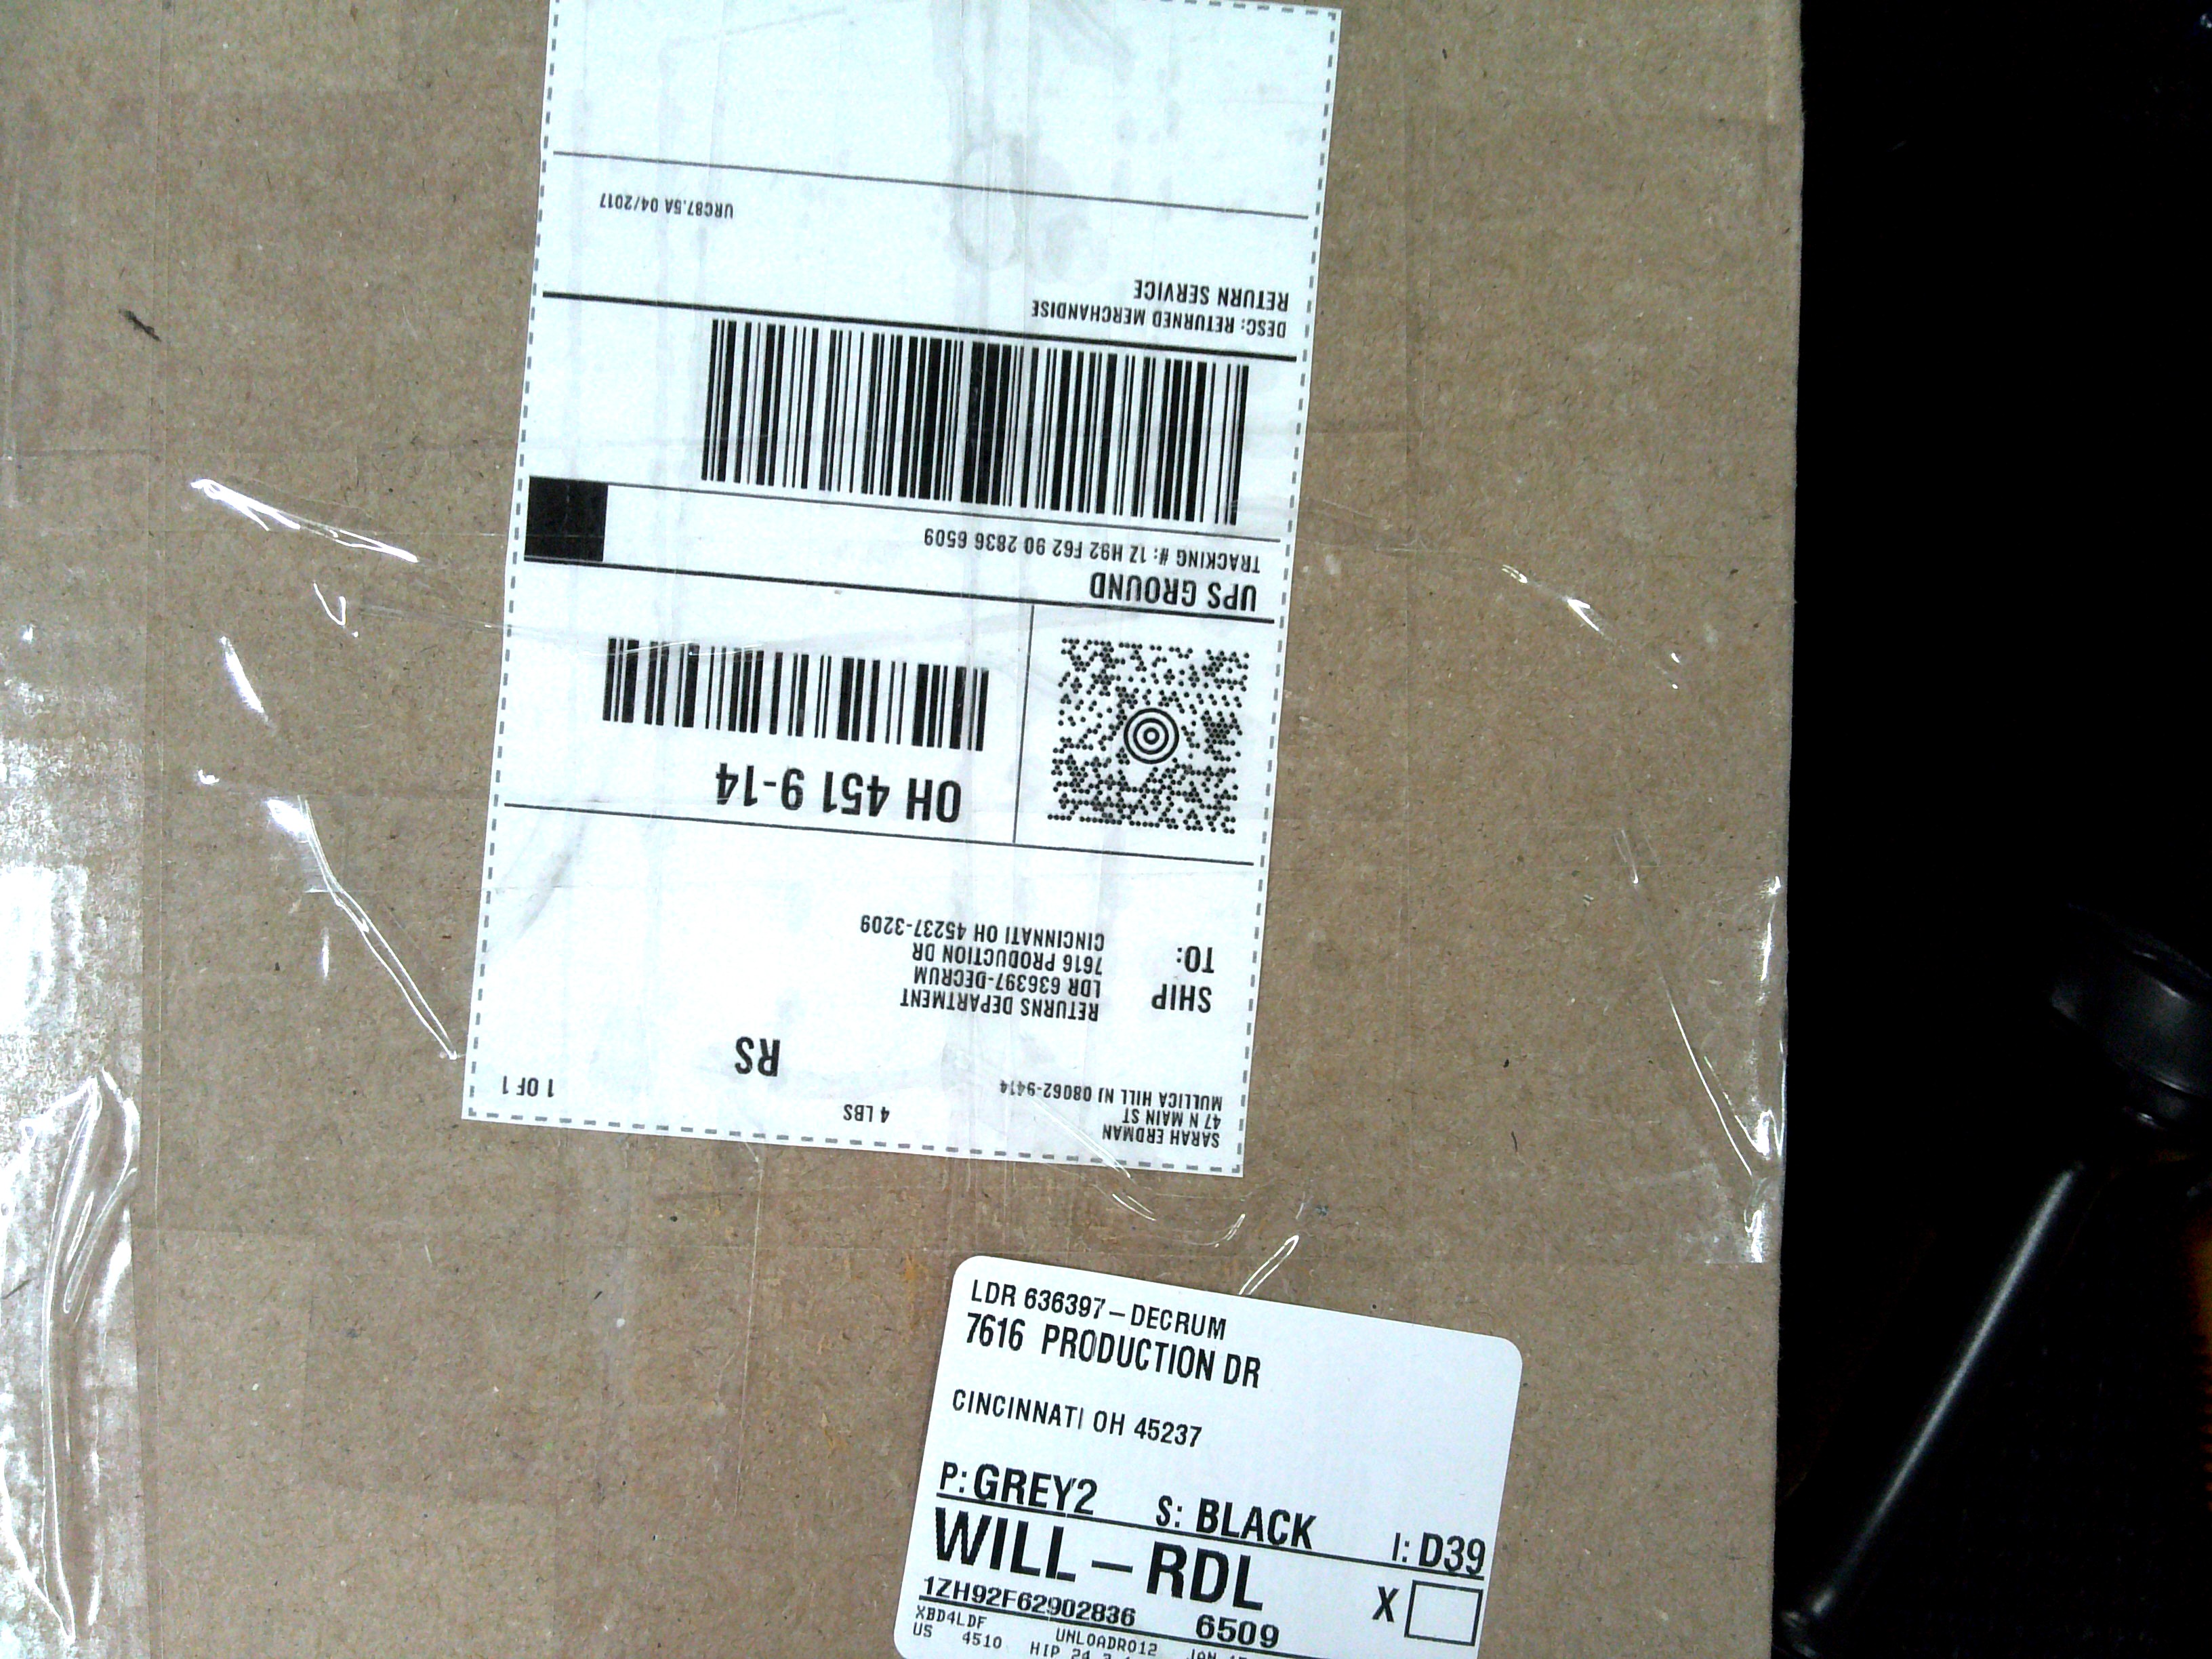 SARAH ERDMAN
47 N MAIN ST
MULLICA HILL NJ 08062-9414
4 LBS
1 OF 1
RS
SHIP
TO:
RETURNS DEPARTMENT
LDR 636397-DECRUM
7616 PRODUCTION DR
CINCINNATI OH 45237-3209
OH 451 9-14
UPS GROUND
TRACKING #: 1Z H92 F62 90 2836 6509
DESC: RETURNED MERCHANDISE
RETURN SERVICE
URC87.5A 04/2017
LDR 636397-DECRUM
7616 PRODUCTION DR
CINCINNATI OH 45237
P: GREY2 S: BLACK I: D39
WILL-RDL
X
1ZH92F62902836 6509
XBD4LDF UNLOADR012
US 4510 HIP